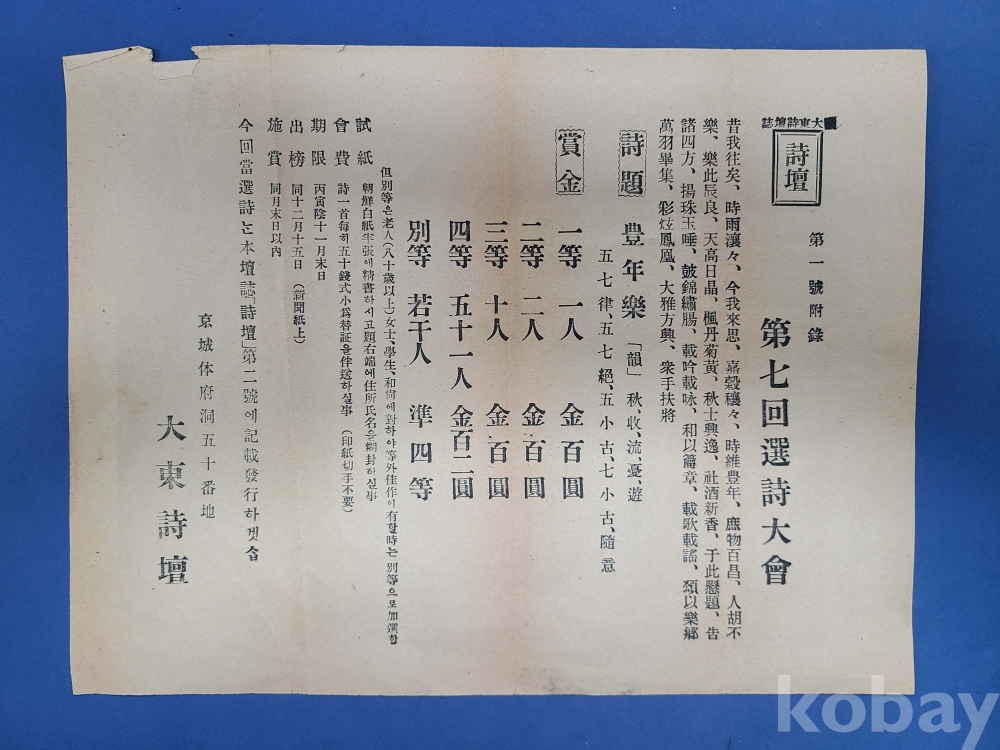 大東詩壇誌
詩壇
第一號附錄
第七回選詩大會
昔我往矣、時雨瀼々、今我來思、嘉穀穰々、時維豊年、庶物百昌、人胡不
樂、樂此辰良、天高日晶、楓丹菊黃、秋士興逸、社酒新香、于此懸題、告
諸四方、揚珠玉唾、皷錦繡腸、載吟載咏、和以籥章、載歌載謠、頌以樂鄕
萬羽畢集、彩炫鳳凰、大雅方興、衆手扶將
詩題 豊年樂 「韻」 秋、收、流、憂、遊
五七律、五七絕、五小古、七小古、隨意
賞金 一等 一人 金百圓
二等 二人 金百圓
三等 十人 金百圓
四等 五十一人 金百二圓
別等 若干人 準四等
但別等은老人(八十歲以上)女士、學生、和尙에對하야等外佳作이有할時는別等으로加選함
試紙 朝鮮白紙半張에精書하시고題右端에住所氏名을糊封하실事
會費 詩一首每히五十錢式小爲替証을伴送하실事 (印紙切手不要)
期限 丙寅陰十一月末日
出榜 同十二月十五日(新聞紙上)
施賞 同月末日以內
今回當選詩는本壇誌「詩壇」第二號에記載發行하겟슴
京城体府洞五十番地
大東詩壇
kobay